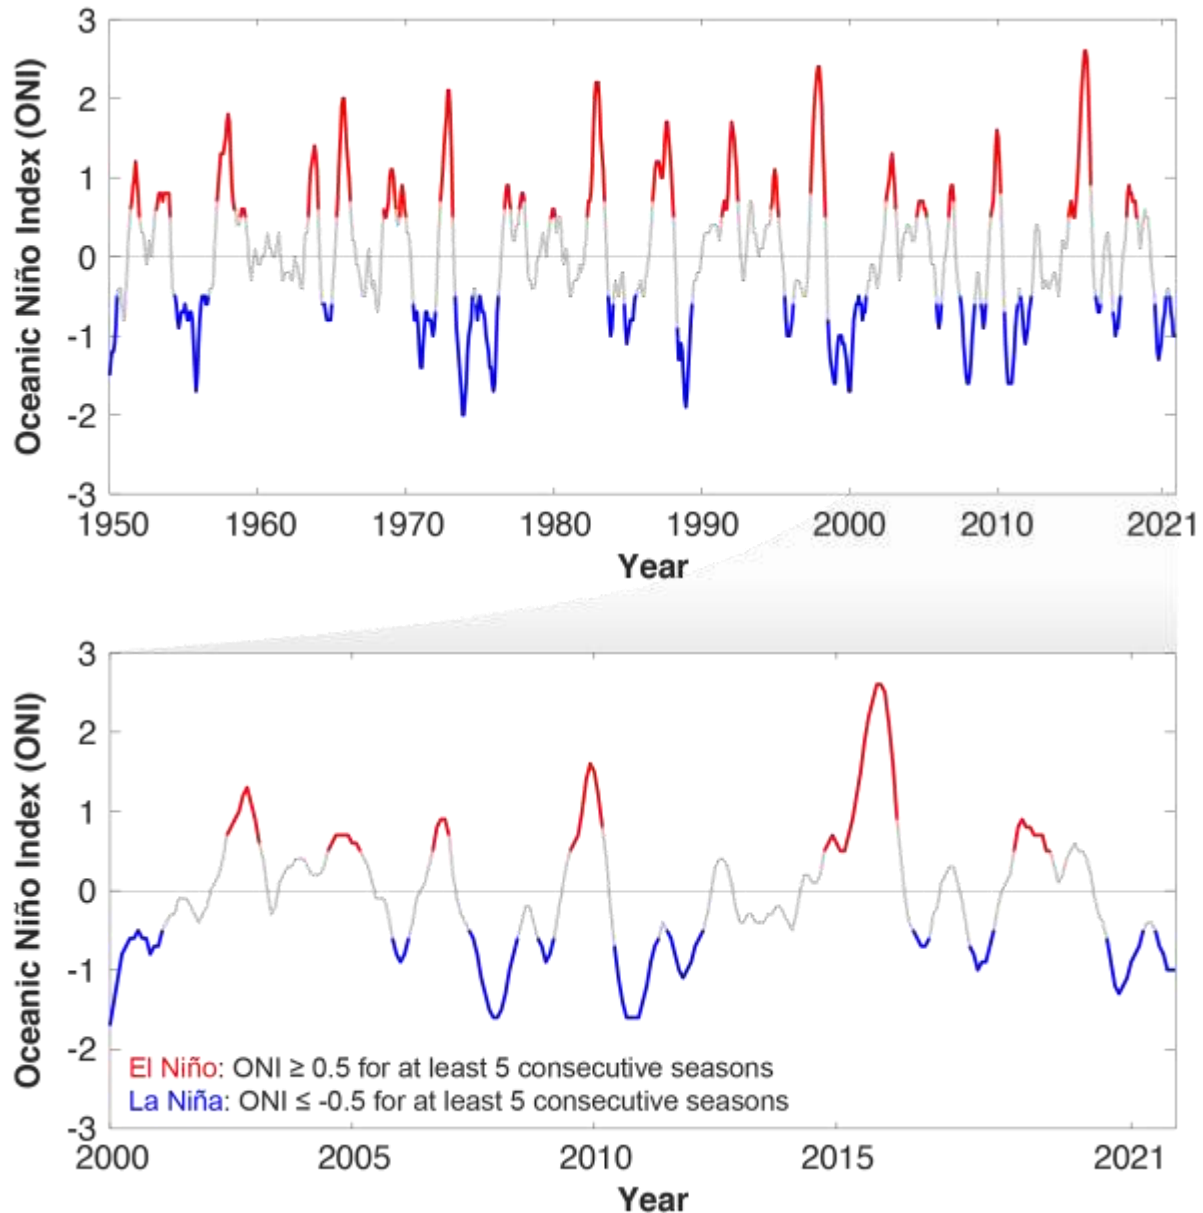 Oceanic Niño Index (ONI)
3
2
1
0
-1
-2
-3
1950 1960 1970 1980 1990 2000 2010 2021
Year
Oceanic Niño Index (ONI)
3
2
1
0
-1
-2
-3
El Niño: ONI ≥ 0.5 for at least 5 consecutive seasons
La Niña: ONI ≤ -0.5 for at least 5 consecutive seasons
2000 2005 2010 2015 2021
Year